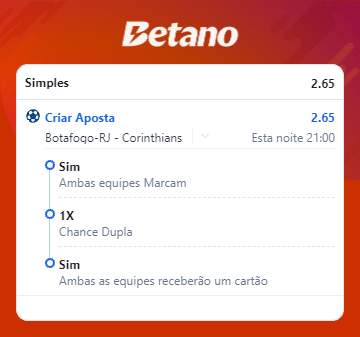 Betano
Simples 2.65
Criar Aposta 2.65
Botafogo-RJ - Corinthians Esta noite 21:00
Sim
Ambas equipes Marcam
1X
Chance Dupla
Sim
Ambas as equipes receberão um cartão